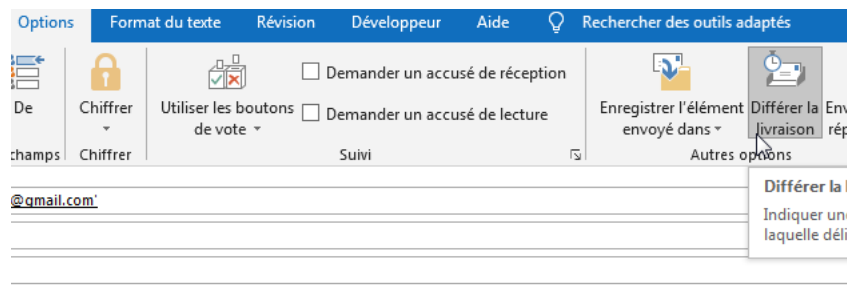 Options Format du texte Révision Développeur Aide Rechercher des outils adaptés
De
Chiffrer
Utiliser les boutons
de vote
Demander un accusé de réception
Demander un accusé de lecture
Enregistrer l'élément
envoyé dans
Différer la
livraison
champs Chiffrer Suivi Autres options
@gmail.com'
Différer la
Indiquer une
laquelle